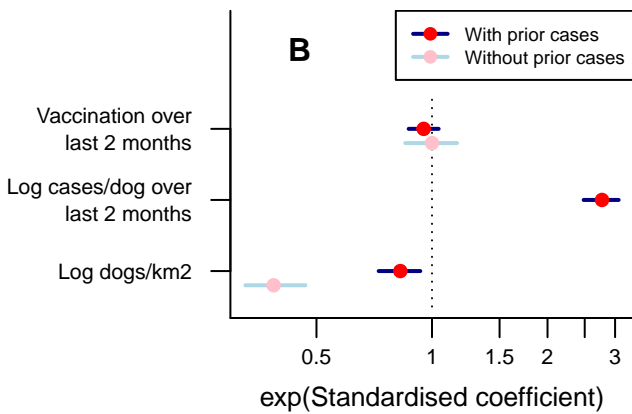 B
With prior cases
Without prior cases
Vaccination over
last 2 months
Log cases/dog over
last 2 months
Log dogs/km2
0.5 1 1.5 2 3
exp(Standardised coefficient)